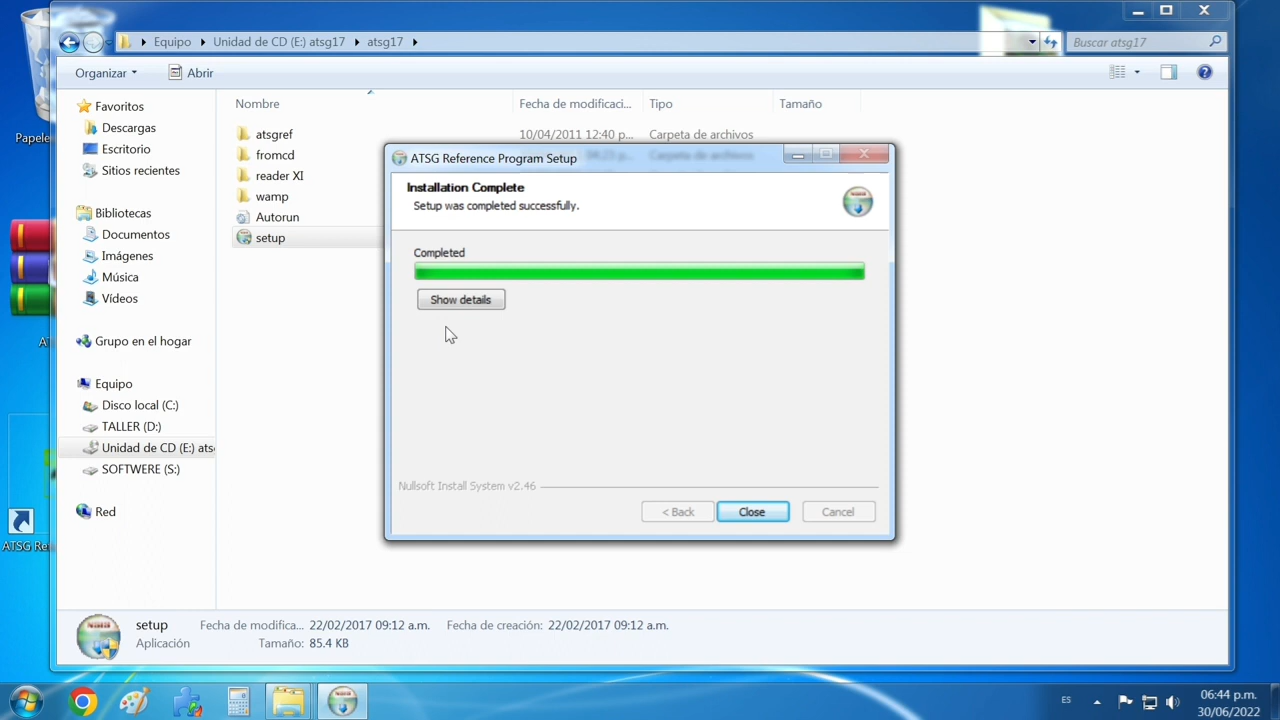 Equipo
Unidad de CD (E:) atsg17
atsg17
Buscar atsg17
Organizar
Abrir
Nombre
Fecha de modificaci...
Tipo
Tamaño
Favoritos
Descargas
Escritorio
Sitios recientes
Bibliotecas
Documentos
Imágenes
Música
Vídeos
Grupo en el hogar
Equipo
Disco local (C:)
TALLER (D:)
Unidad de CD (E:) ats
SOFTWERE (S:)
Red
atsgref
10/04/2011 12:40 p...
Carpeta de archivos
fromcd
Carpeta de archivos
reader XI
wamp
Autorun
setup
ATSG Reference Program Setup
Installation Complete
Setup was completed successfully.
Completed
Show details
Nullsoft Install System v2.46
< Back
Close
Cancel
Papele
ATSG Re
setup
Fecha de modifica... 22/02/2017 09:12 a.m.
Fecha de creación: 22/02/2017 09:12 a.m.
Aplicación
Tamaño: 85.4 KB
ES
06:44 p.m.
30/06/2022